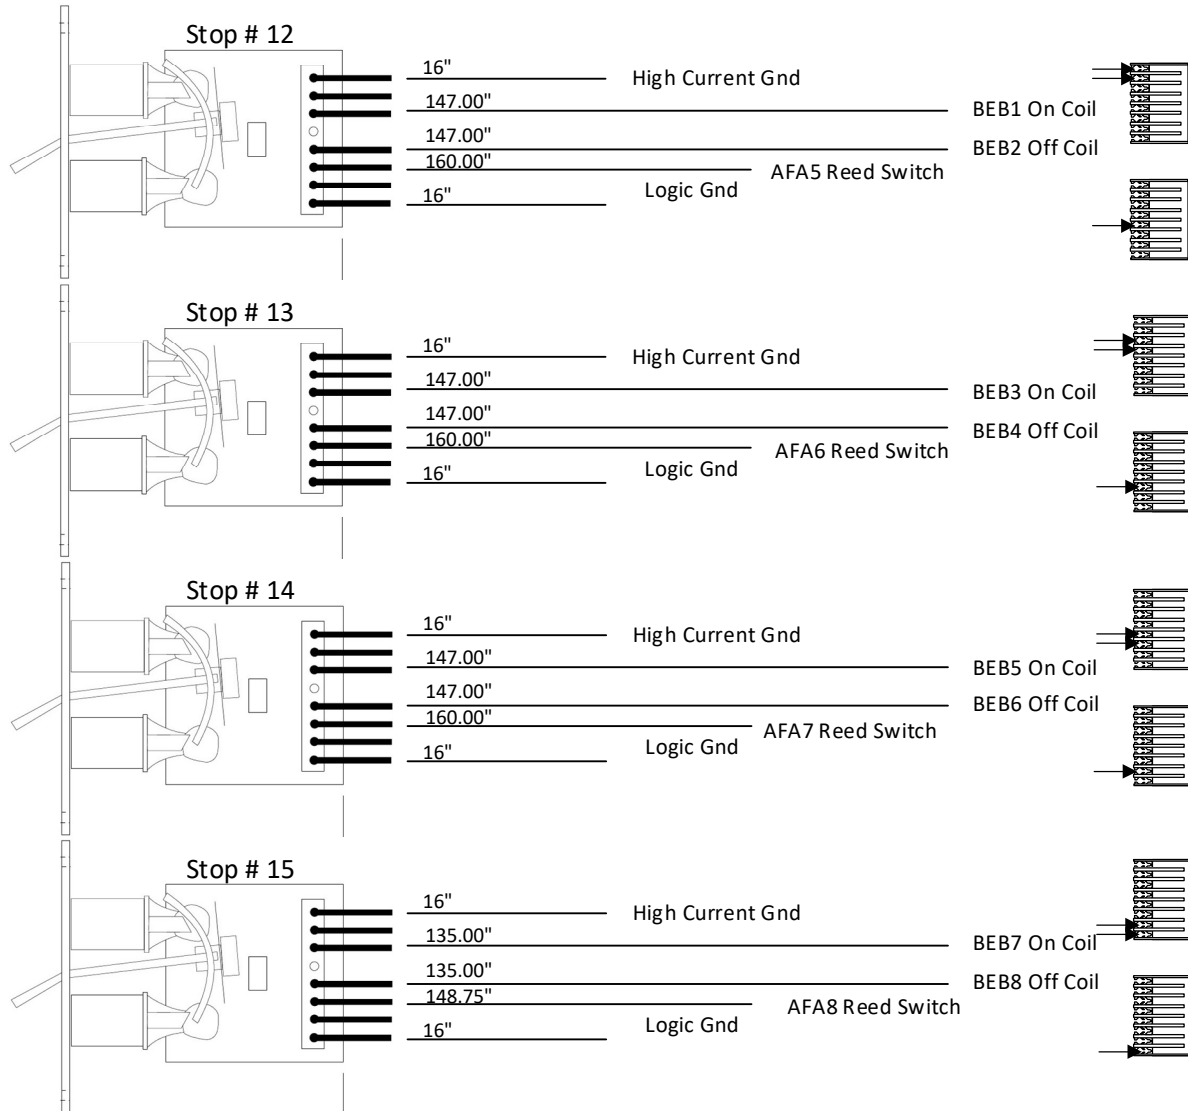 Stop # 12
16"
High Current Gnd
147.00"
BEB1 On Coil
147.00"
BEB2 Off Coil
160.00"
AFA5 Reed Switch
Logic Gnd
16"
Stop # 13
16"
High Current Gnd
147.00"
BEB3 On Coil
147.00"
BEB4 Off Coil
160.00"
AFA6 Reed Switch
Logic Gnd
16"
Stop # 14
16"
High Current Gnd
147.00"
BEB5 On Coil
147.00"
BEB6 Off Coil
160.00"
AFA7 Reed Switch
Logic Gnd
16"
Stop # 15
16"
High Current Gnd
135.00"
BEB7 On Coil
135.00"
BEB8 Off Coil
148.75"
AFA8 Reed Switch
Logic Gnd
16"